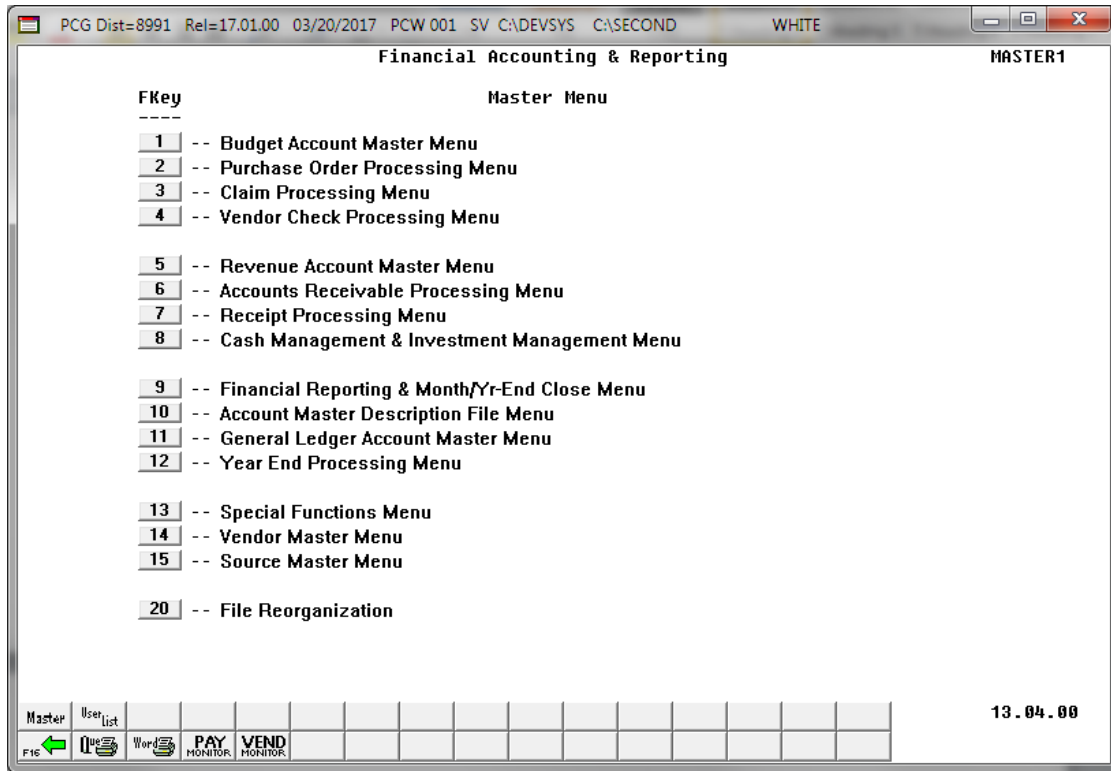 PCG Dist=8991 Rel=17.01.00 03/20/2017 PCW 001 SV C:\DEVSYS C:\SECOND WHITE
Financial Accounting & Reporting MASTER1
FKey Master Menu
----
1 -- Budget Account Master Menu
2 -- Purchase Order Processing Menu
3 -- Claim Processing Menu
4 -- Vendor Check Processing Menu
5 -- Revenue Account Master Menu
6 -- Accounts Receivable Processing Menu
7 -- Receipt Processing Menu
8 -- Cash Management & Investment Management Menu
9 -- Financial Reporting & Month/Yr-End Close Menu
10 -- Account Master Description File Menu
11 -- General Ledger Account Master Menu
12 -- Year End Processing Menu
13 -- Special Functions Menu
14 -- Vendor Master Menu
15 -- Source Master Menu
20 -- File Reorganization
Master User List 13.04.00
F16 Que Word PAY MONITOR VEND MONITOR